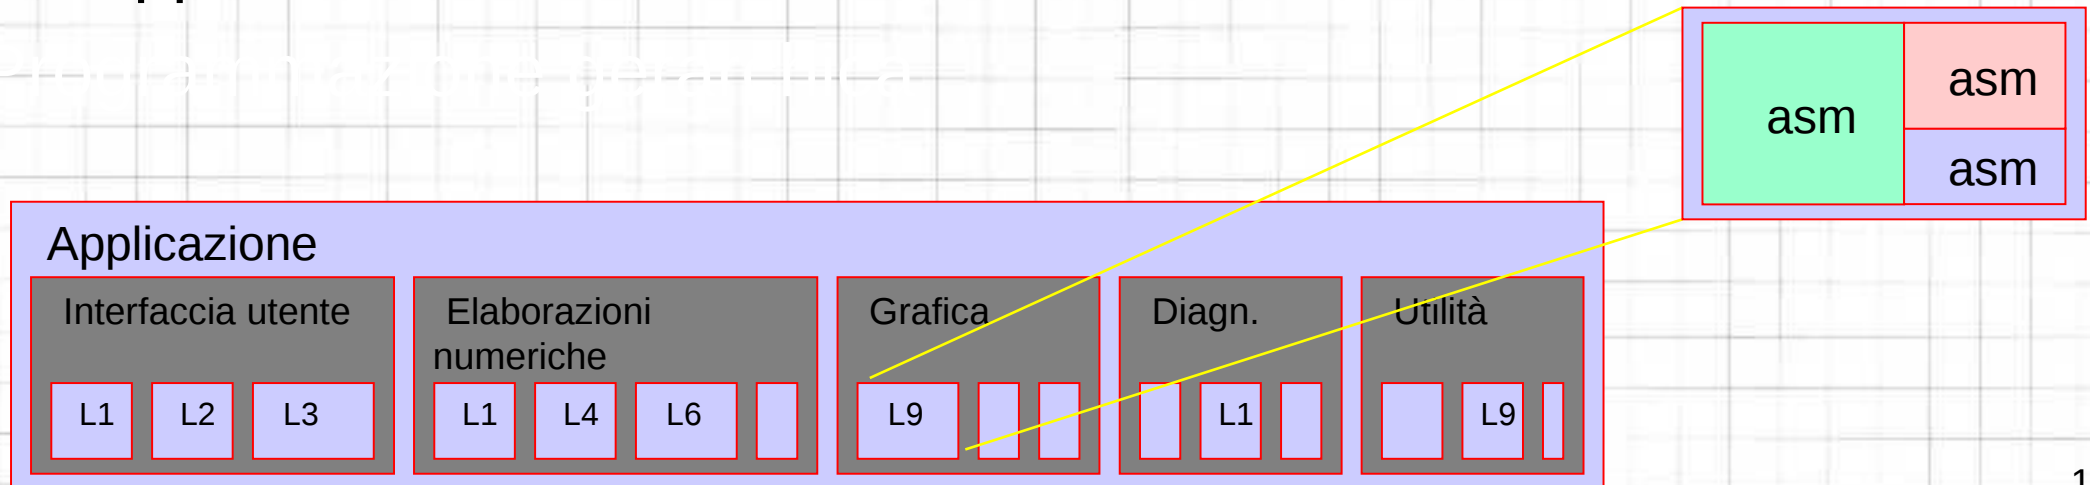 asm
asm
asm
Applicazione
Interfaccia utente
Elaborazioni
numeriche
Grafica
Diagn.
Utilità
L1
L2
L3
L1
L4
L6
L9
L1
L9
1